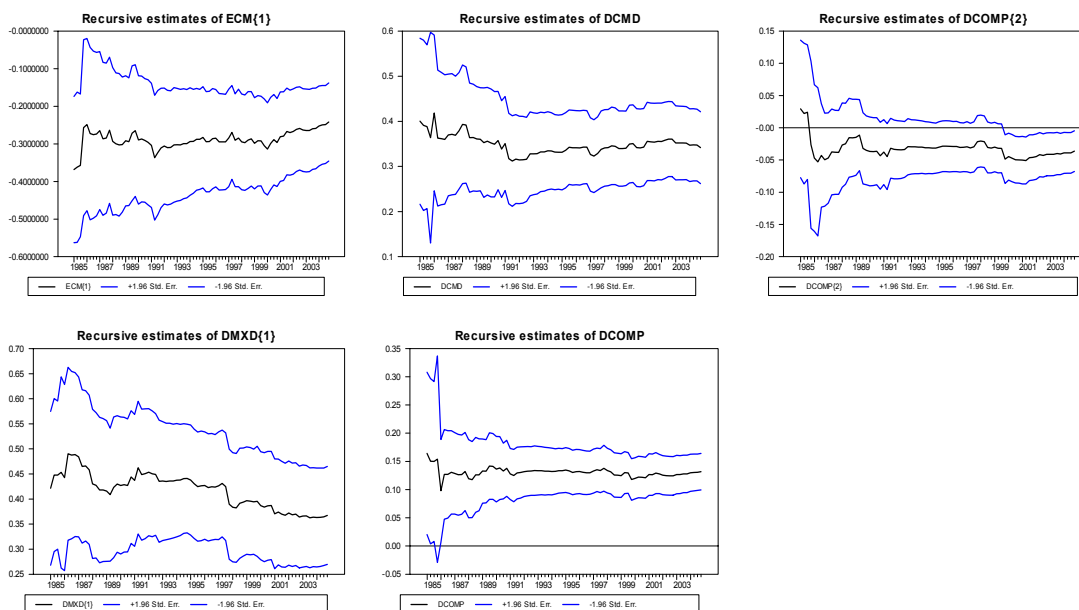 Recursive estimates of ECM{1}
-0.0000000
-0.1000000
-0.2000000
-0.3000000
-0.4000000
-0.5000000
-0.6000000
1985 1987 1989 1991 1993 1995 1997 1999 2001 2003
ECM{1} +1.96 Std. Err. -1.96 Std. Err.
Recursive estimates of DCMD
0.6
0.5
0.4
0.3
0.2
0.1
1985 1987 1989 1991 1993 1995 1997 1999 2001 2003
DCMD +1.96 Std. Err. -1.96 Std. Err.
Recursive estimates of DCOMP{2}
0.15
0.10
0.05
-0.00
-0.05
-0.10
-0.15
-0.20
1985 1987 1989 1991 1993 1995 1997 1999 2001 2003
DCOMP{2} +1.96 Std. Err. -1.96 Std. Err.
Recursive estimates of DMXD{1}
0.70
0.65
0.60
0.55
0.50
0.45
0.40
0.35
0.30
0.25
1985 1987 1989 1991 1993 1995 1997 1999 2001 2003
DMXD{1} +1.96 Std. Err. -1.96 Std. Err.
Recursive estimates of DCOMP
0.35
0.30
0.25
0.20
0.15
0.10
0.05
0.00
-0.05
1985 1987 1989 1991 1993 1995 1997 1999 2001 2003
DCOMP +1.96 Std. Err. -1.96 Std. Err.